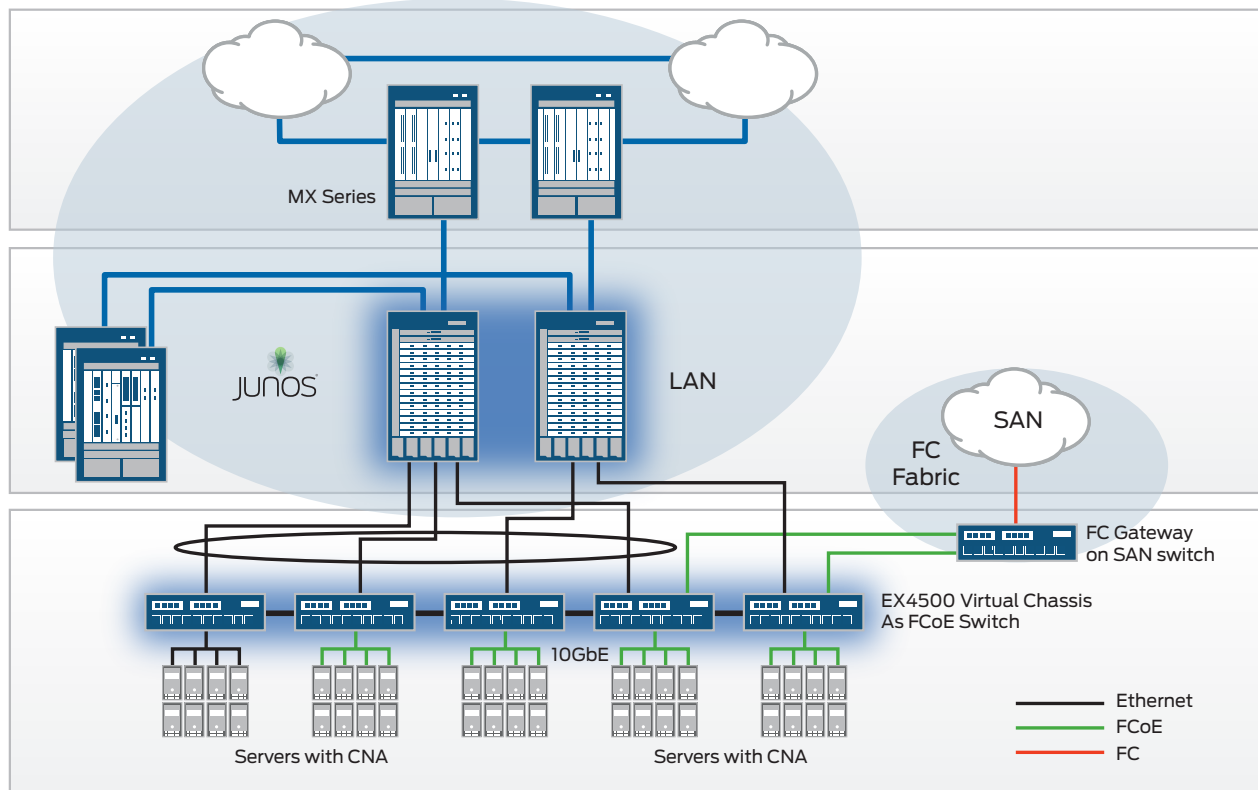 MX Series
JUNOS
LAN
SAN
FC
Fabric
FC Gateway
on SAN switch
EX4500 Virtual Chassis
As FCoE Switch
10GbE
Servers with CNA
Servers with CNA
Ethernet
FCoE
FC